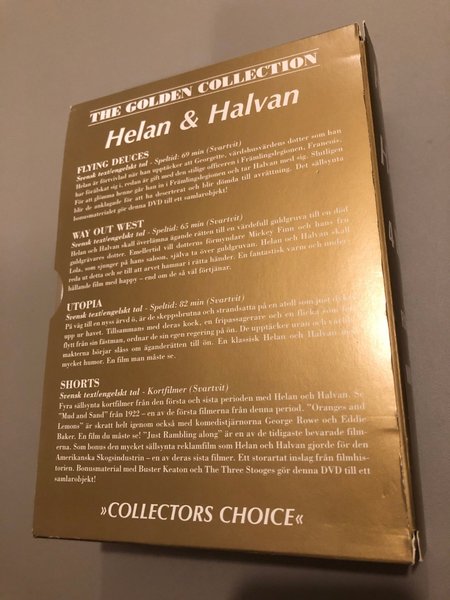 THE GOLDEN COLLECTION
Helan & Halvan
FLYING DEUCES
Svensk text/engelskt tal - Speltid: 69 min (Svartvit)
Helan är förtvivlad när han upptäcker att Georgette, värdshusvärdens dotter som han
har förälskat sig i, redan är gift med den stilige officeren i Främlingslegionen, Francois.
För att glömma henne går han in i Främlingslegionen och tar Halvan med sig. Slutligen
blir de anklagade för att ha deserterat och blir dömda till avrättning. Det sällsynta
bonusmaterialet gör denna DVD till ett samlarobjekt!
WAY OUT WEST
Svensk text/engelskt tal - Speltid: 65 min (Svartvit)
Helan och Halvan skall överlämna ägande rätten till en värdefull guldgruva till en död
guldgrävares dotter. Emellertid vill dotterns förmyndare Mickey Finn och hans fru
Lola, som sjunger på hans saloon, själva ta över guldgruvan. Helan och Halvan skall
reda ut detta och se till att arvet hamnar i rätta händer. En fantastisk varm och under-
hållande film med happy - end om de så väl förtjänar.
UTOPIA
Svensk text/engelskt tal - Speltid: 82 min (Svartvit)
På väg till en nyss ärvd ö, är de skeppsbrutna och strandsatta på en atoll som just
upp ur havet. Tillsammans med deras kock, en fripassagerare och en flicka som
flytt från sin fästman, ordnar de sin egen regering på ön. De upptäcker uran och
makterna börjar slåss om äganderätten till ön. En klassisk Helan och Halvan
mycket humor. En film man måste se.
SHORTS
Svensk text/engelskt tal - Kortfilmer (Svartvit)
Fyra sällsynta kortfilmer från den första och sista perioden med Helan och Halvan. Se
"Mud and Sand" från 1922 – en av de första filmerna från denna period. "Oranges and
Lemons" är skratt helt igenom också med komedistjärnorna George Rowe och Eddie
Baker. En film du måste se! "Just Rambling along" är en av de tidigaste bevarade filme-
rna. Som bonus den mycket sällsynta reklamfilm som Helan och Halvan gjorde för den
Amerikanska Skogsindustrin – en av deras sista filmer. Ett storartat inslag från filmhis-
torien. Bonusmaterial med Buster Keaton och The Three Stooges gör denna DVD till ett
samlarobjekt!
»COLLECTORS CHOICE«